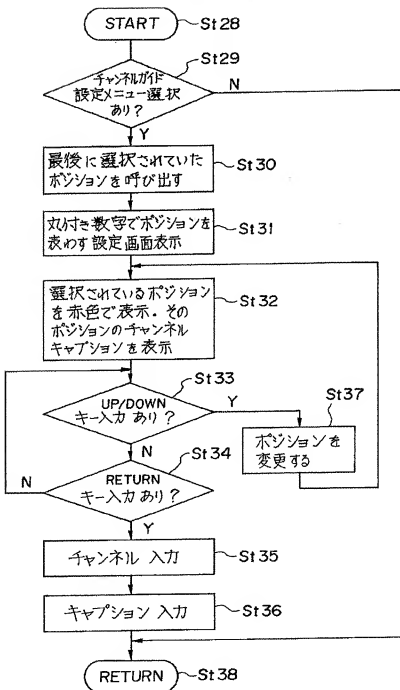 START
St28
St29
チャンネルガイド
設定メニュー選択
あり?
N
Y
最後に選択されていた
ポジションを呼び出す
St30
丸付き数字でポジションを
表わす設定画面表示
St31
選択されているポジション
を赤色で表示.その
ポジションのチャンネル
キャプションを表示
St32
St33
UP/DOWN
キー入力あり?
Y
N
St37
ポジションを
変更する
St34
RETURN
キー入力あり?
N
Y
チャンネル入力
St35
キャプション入力
St36
RETURN
St38